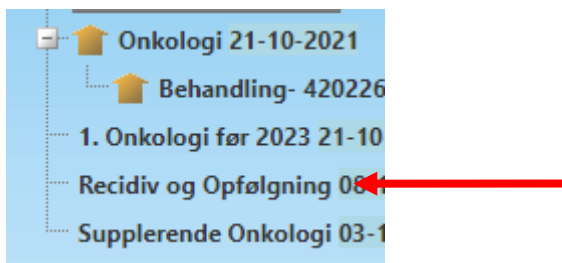 Onkologi 21-10-2021
Behandling- 420226
1. Onkologi før 2023 21-10
Recidiv og Opfølgning 08-1
Supplerende Onkologi 03-1